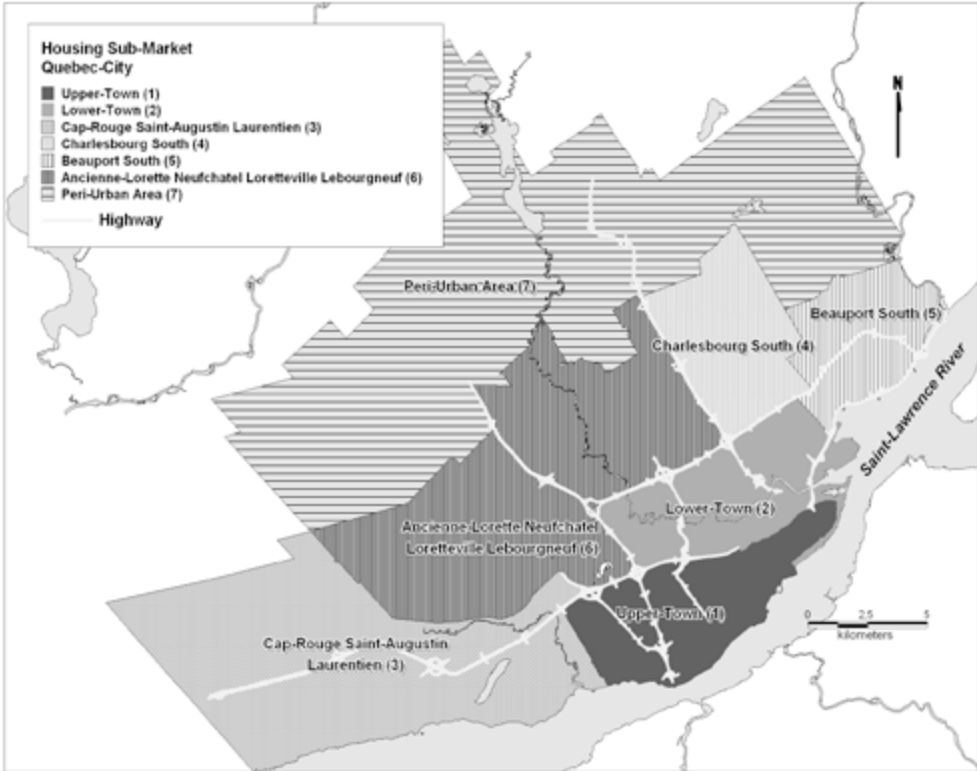 Housing Sub-Market
Quebec-City
Upper-Town (1)
Lower-Town (2)
Cap-Rouge Saint-Augustin Laurentien (3)
Charlesbourg South (4)
Beauport South (5)
Ancienne-Lorette Neufchatel Loretteville Lebourgneuf (6)
Peri-Urban Area (7)
Highway
N
Peri-Urban Area (7)
Beauport South (5)
Charlesbourg South (4)
Saint-Lawrence River
Lower-Town (2)
Ancienne-Lorette Neufchatel
Loretteville Lebourgneuf (6)
Upper-Town (1)
0 2.5 5
kilometers
Cap-Rouge Saint-Augustin
Laurentien (3)